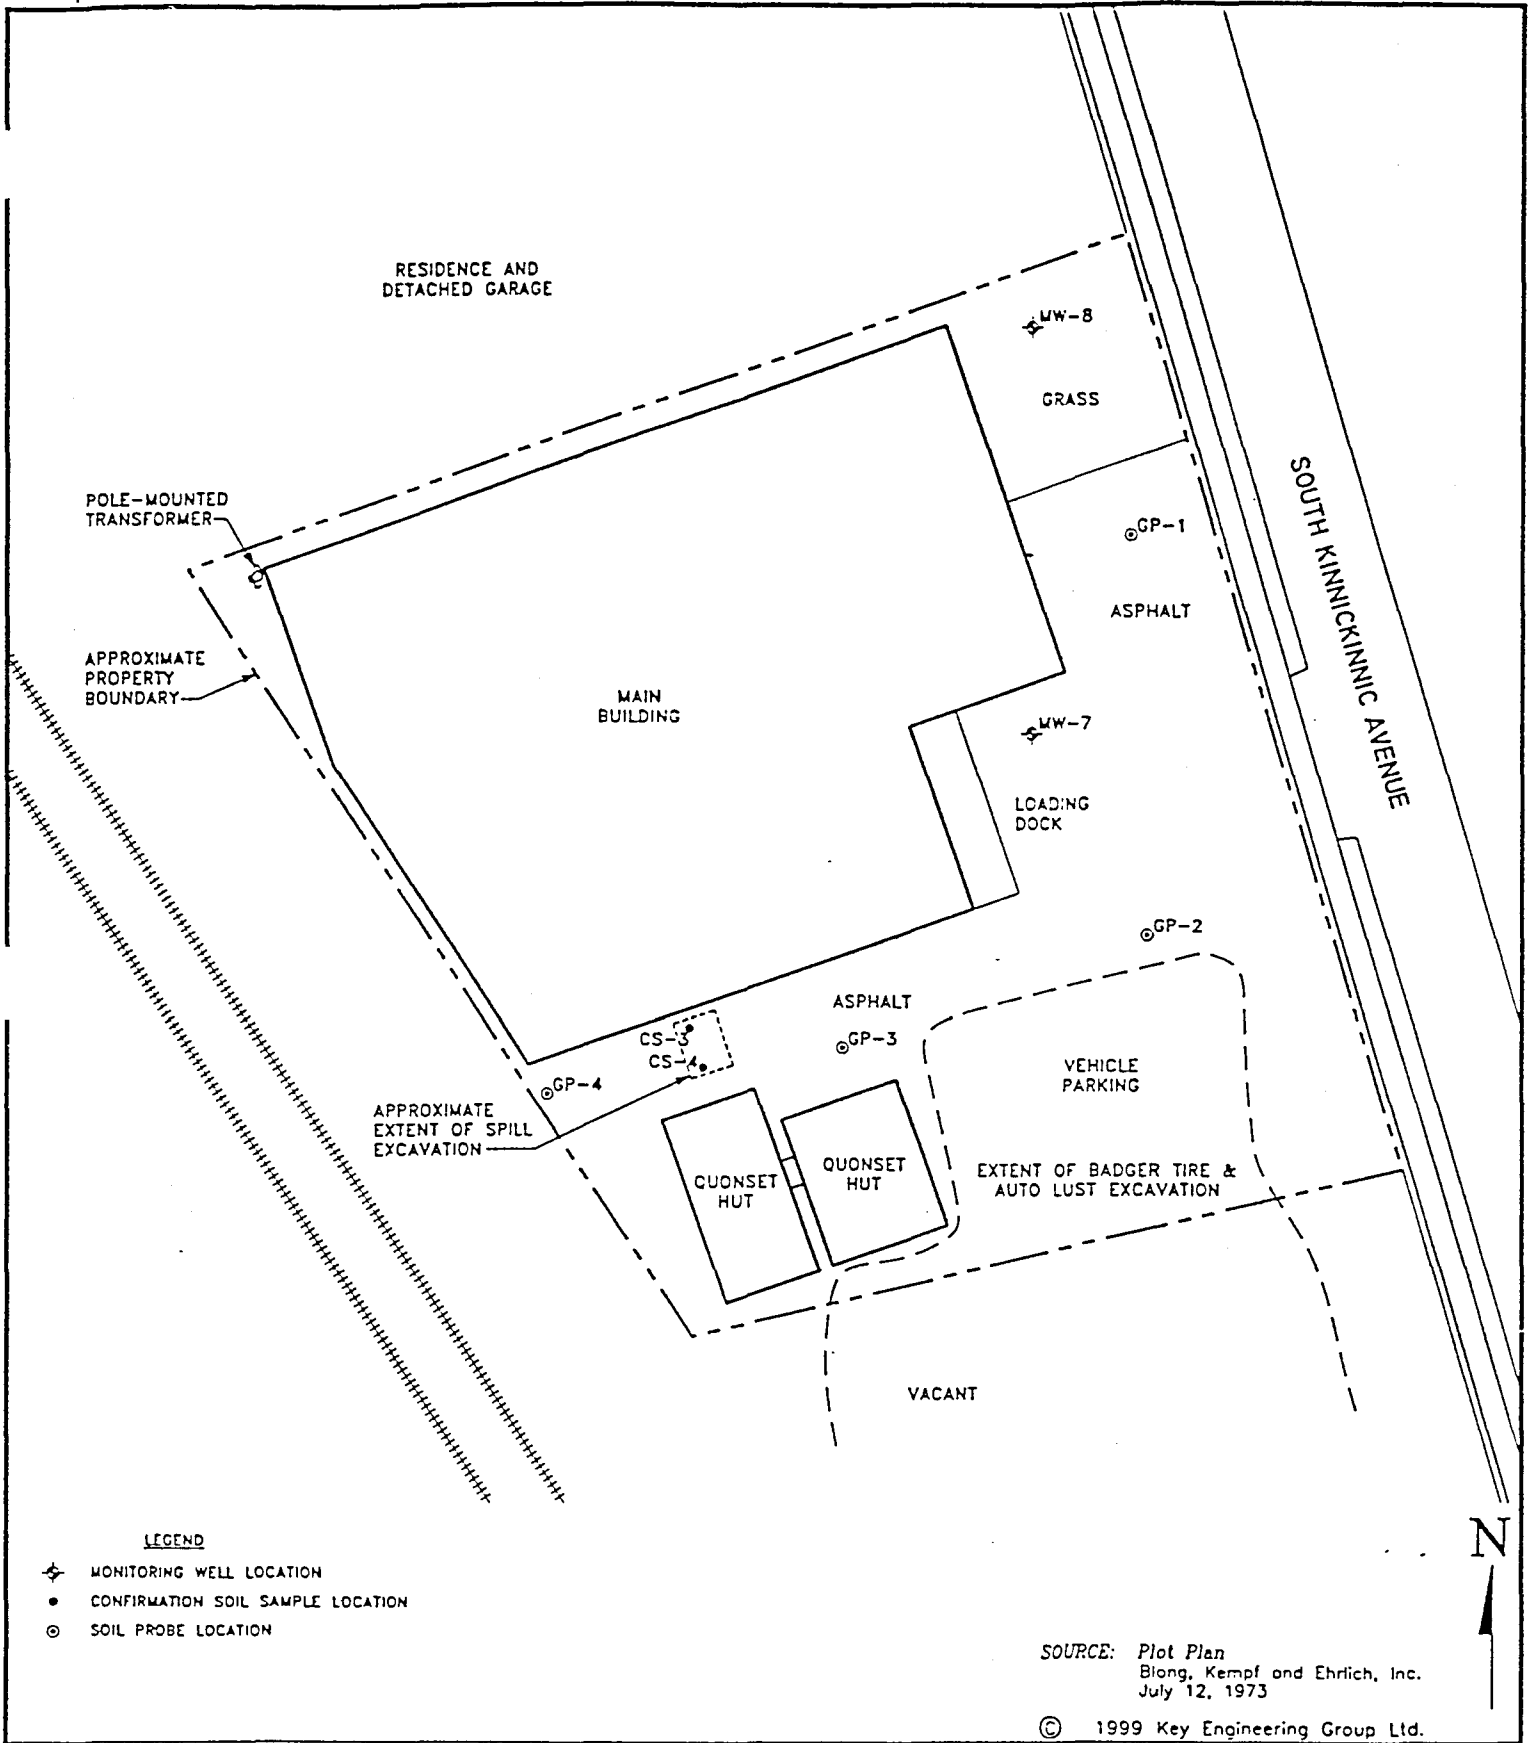 RESIDENCE AND
DETACHED GARAGE
MW-8
GRASS
POLE-MOUNTED
TRANSFORMER
GP-1
SOUTH KINNICKINNIC AVENUE
ASPHALT
APPROXIMATE
PROPERTY
BOUNDARY
MAIN
BUILDING
MW-7
LOADING
DOCK
GP-2
ASPHALT
CS-3
GP-3
CS-4
VEHICLE
PARKING
GP-4
APPROXIMATE
EXTENT OF SPILL
EXCAVATION
QUONSET
HUT
QUONSET
HUT
EXTENT OF BADGER TIRE &
AUTO LUST EXCAVATION
VACANT
LEGEND
MONITORING WELL LOCATION
CONFIRMATION SOIL SAMPLE LOCATION
SOIL PROBE LOCATION
N
SOURCE: Plot Plan
Blong, Kempf and Ehrlich, Inc.
July 12, 1973
© 1999 Key Engineering Group Ltd.